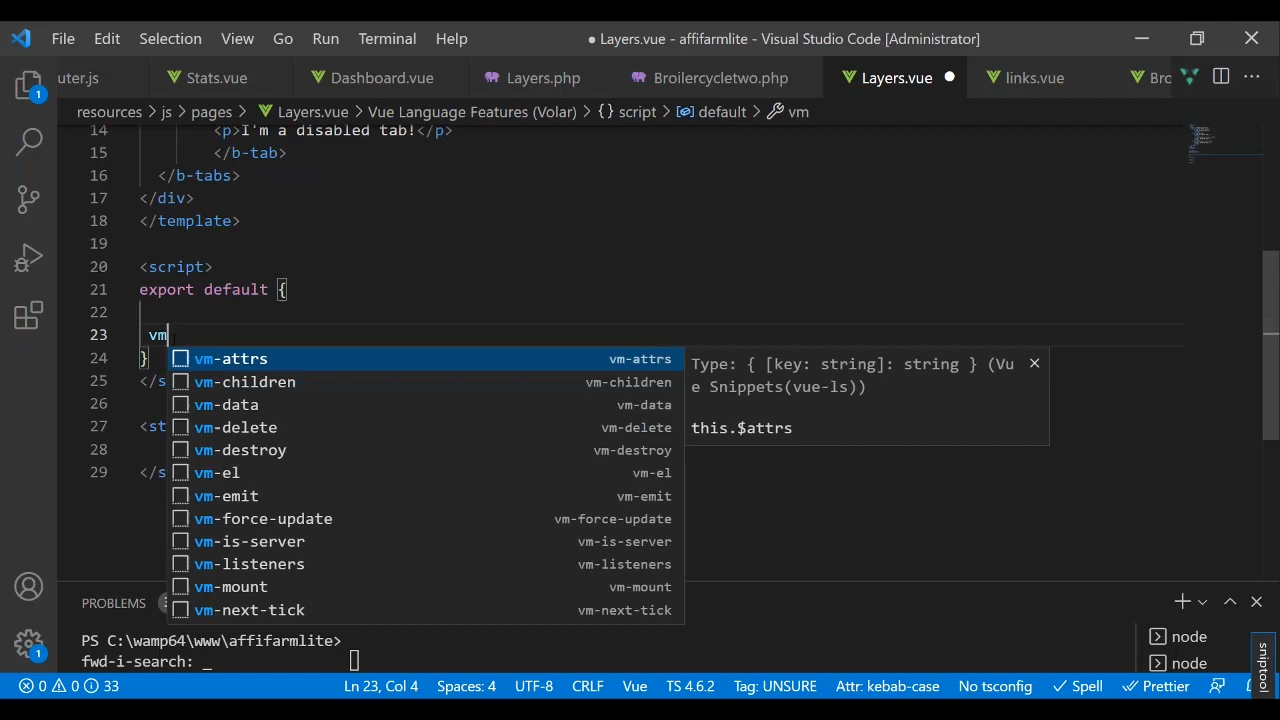 File Edit Selection View Go Run Terminal Help ● Layers.vue - affifarmlite - Visual Studio Code [Administrator]
uter.js Stats.vue Dashboard.vue Layers.php Broilercycletwo.php Layers.vue ● links.vue Bro ...
resources > js > pages > Layers.vue > Vue Language Features (Volar) > {} script > default > vm
14 <p>I'm a disabled tab!</p>
15 </b-tab>
16 </b-tabs>
17 </div>
18 </template>
19
20 <script>
21 export default {
22
23 vm
24 }
25 </s
26
27 <st
28
29 </s
vm-attrs vm-attrs
vm-children vm-children
vm-data vm-data
vm-delete vm-delete
vm-destroy vm-destroy
vm-el vm-el
vm-emit vm-emit
vm-force-update vm-force-update
vm-is-server vm-is-server
vm-listeners vm-listeners
vm-mount vm-mount
vm-next-tick vm-next-tick
Type: { [key: string]: string } (Vu
e Snippets(vue-ls))
this.$attrs
1
1
PROBLEMS
PS C:\wamp64\www\affifarmlite>
fwd-i-search: _
node
node
sniptool
0 0 33 Ln 23, Col 4 Spaces: 4 UTF-8 CRLF Vue TS 4.6.2 Tag: UNSURE Attr: kebab-case No tsconfig Spell Prettier